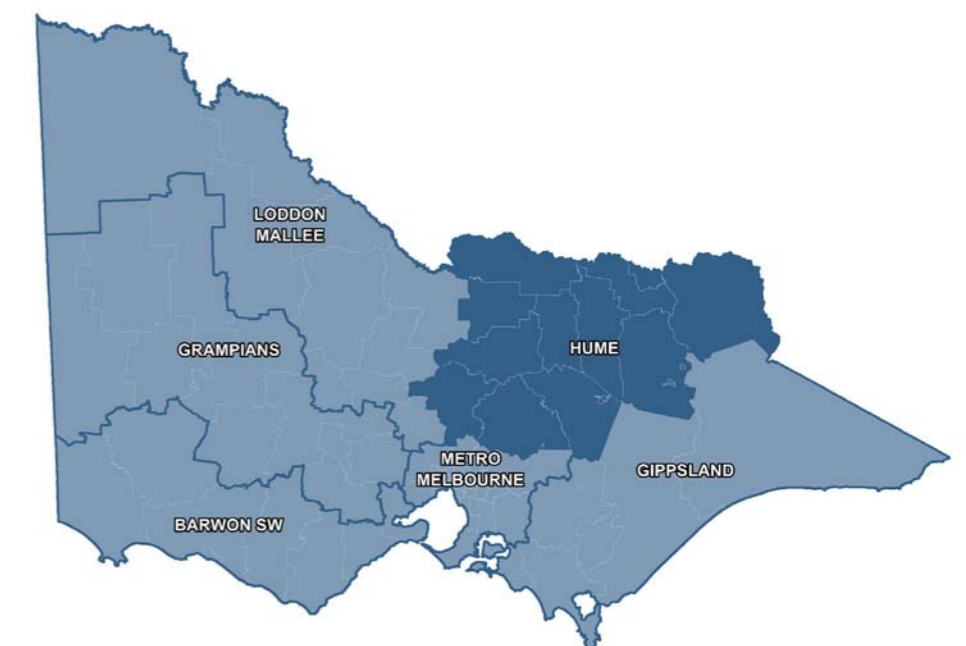 LODDON
MALLEE
GRAMPIANS
HUME
METRO
MELBOURNE
GIPPSLAND
BARWON SW